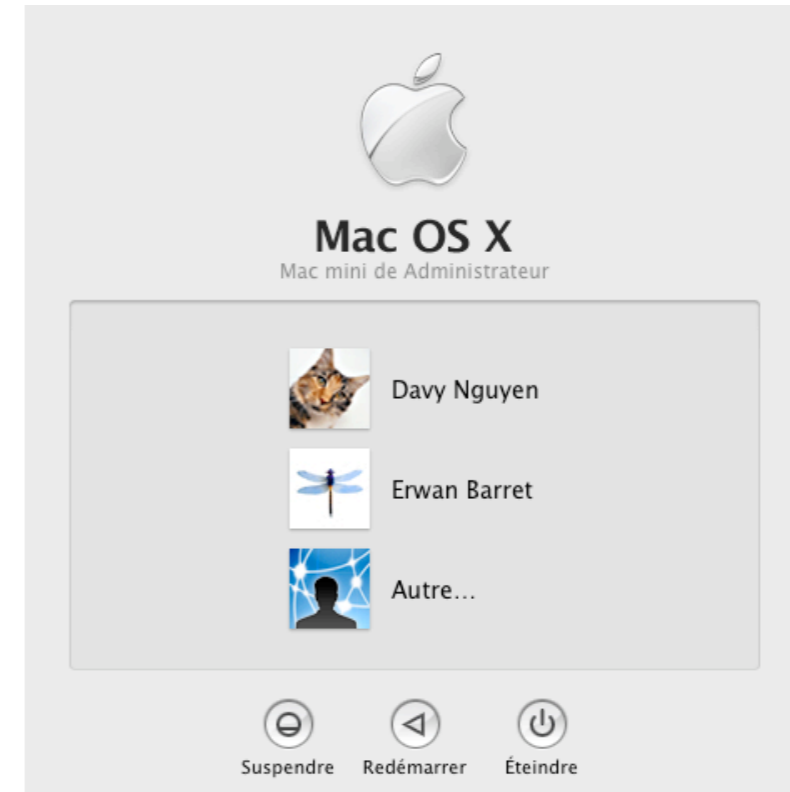 Mac OS X
Mac mini de Administrateur
Davy Nguyen
Erwan Barret
Autre...
Suspendre
Redémarrer
Éteindre